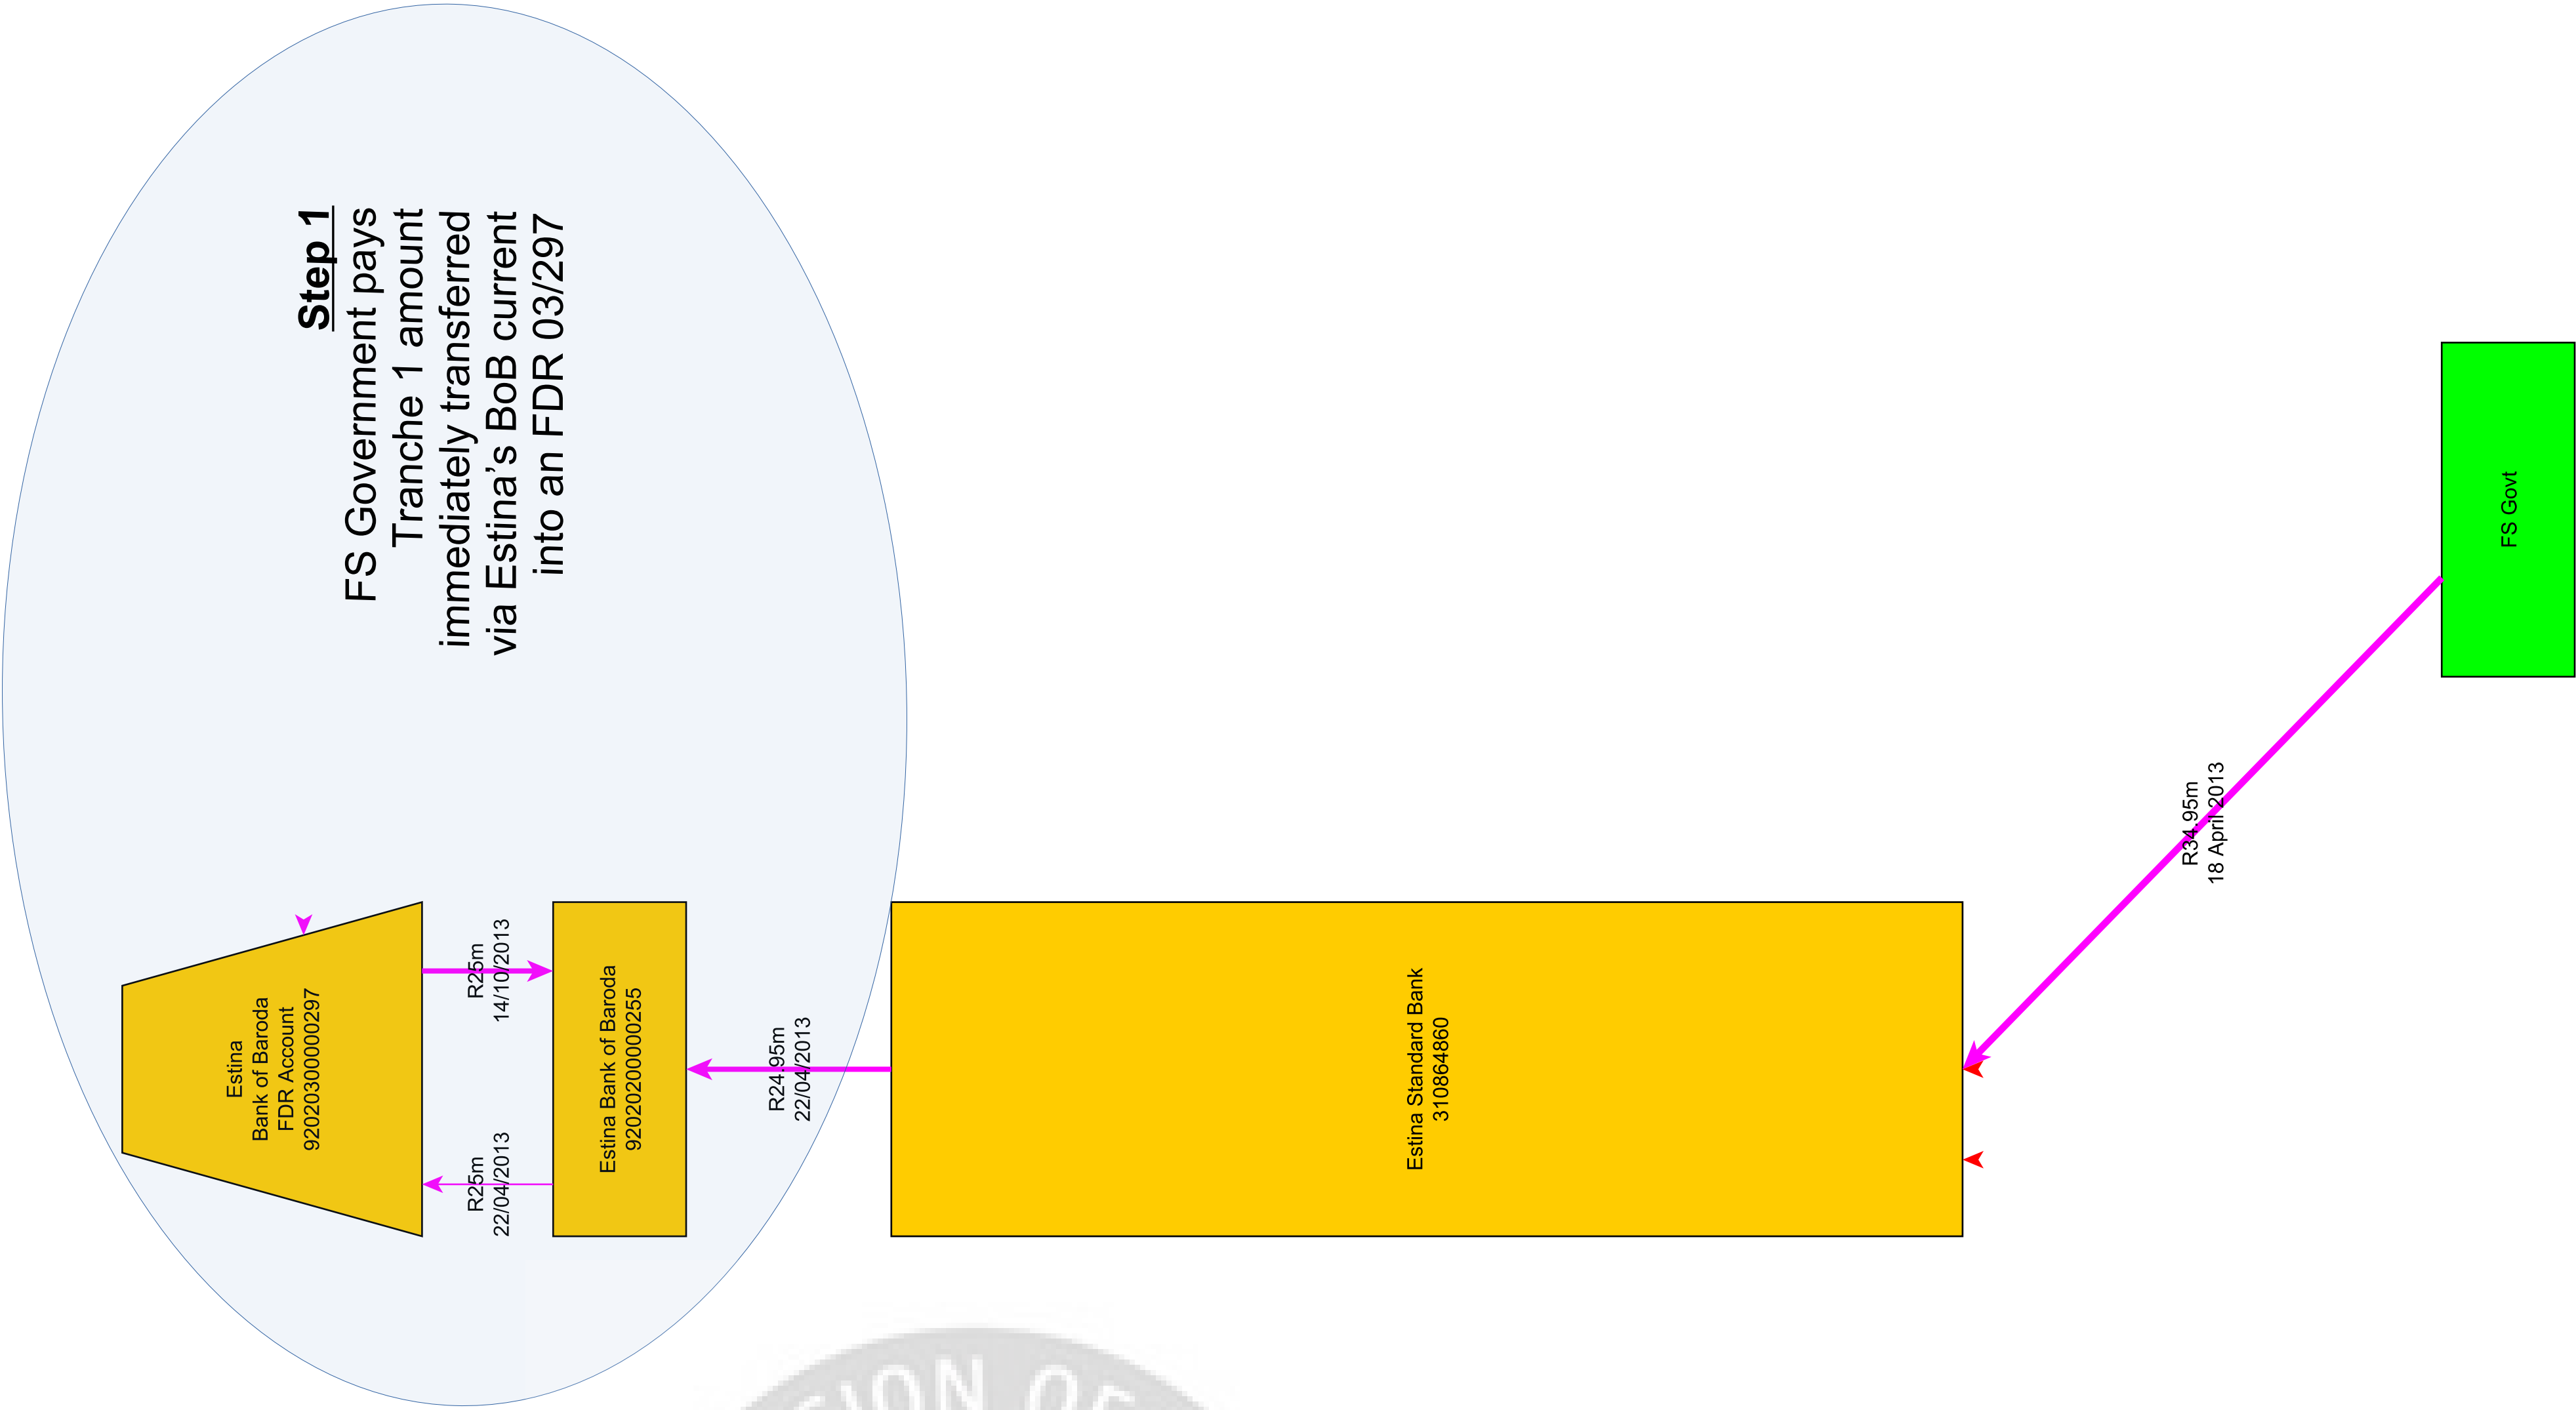 Step 1
FS Government pays
Tranche 1 amount
immediately transferred
via Estina’s BoB current
into an FDR 03/297
FS Govt
R34.95m
18 April 2013
Estina Standard Bank
310864860
R24.95m
22/04/2013
Estina Bank of Baroda
92020200000255
R25m
22/04/2013
R25m
14/10/2013
Estina
Bank of Baroda
FDR Account
92020300000297
ION OF